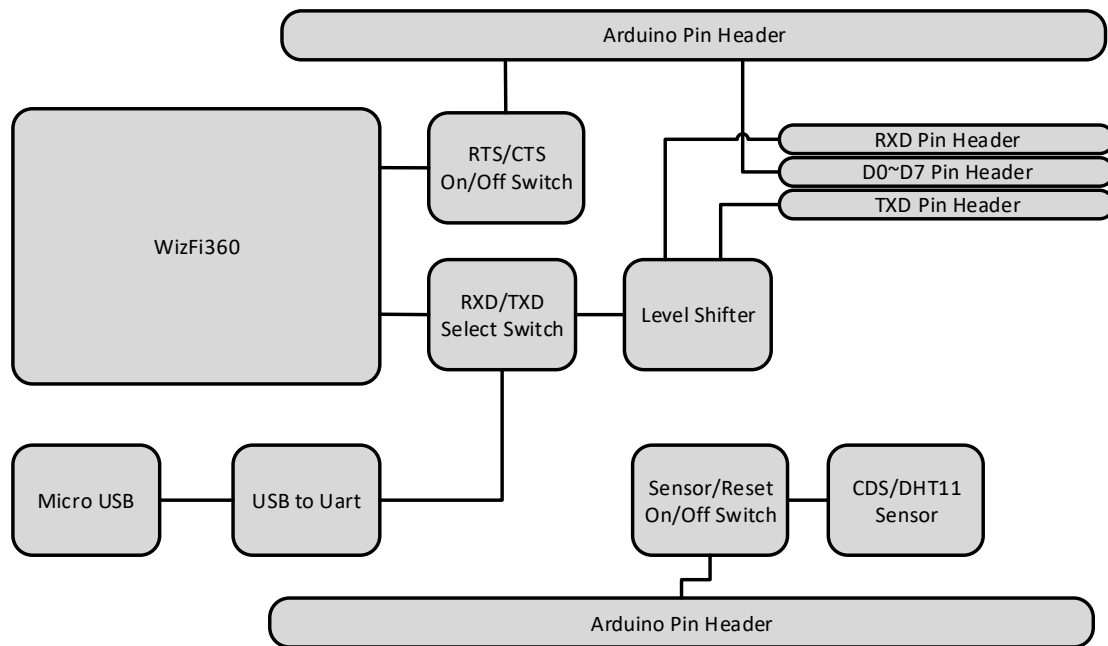 Arduino Pin Header
RXD Pin Header
RTS/CTS
On/Off Switch
D0~D7 Pin Header
TXD Pin Header
WizFi360
RXD/TXD
Select Switch
Level Shifter
Micro USB
USB to Uart
Sensor/Reset
On/Off Switch
CDS/DHT11
Sensor
Arduino Pin Header